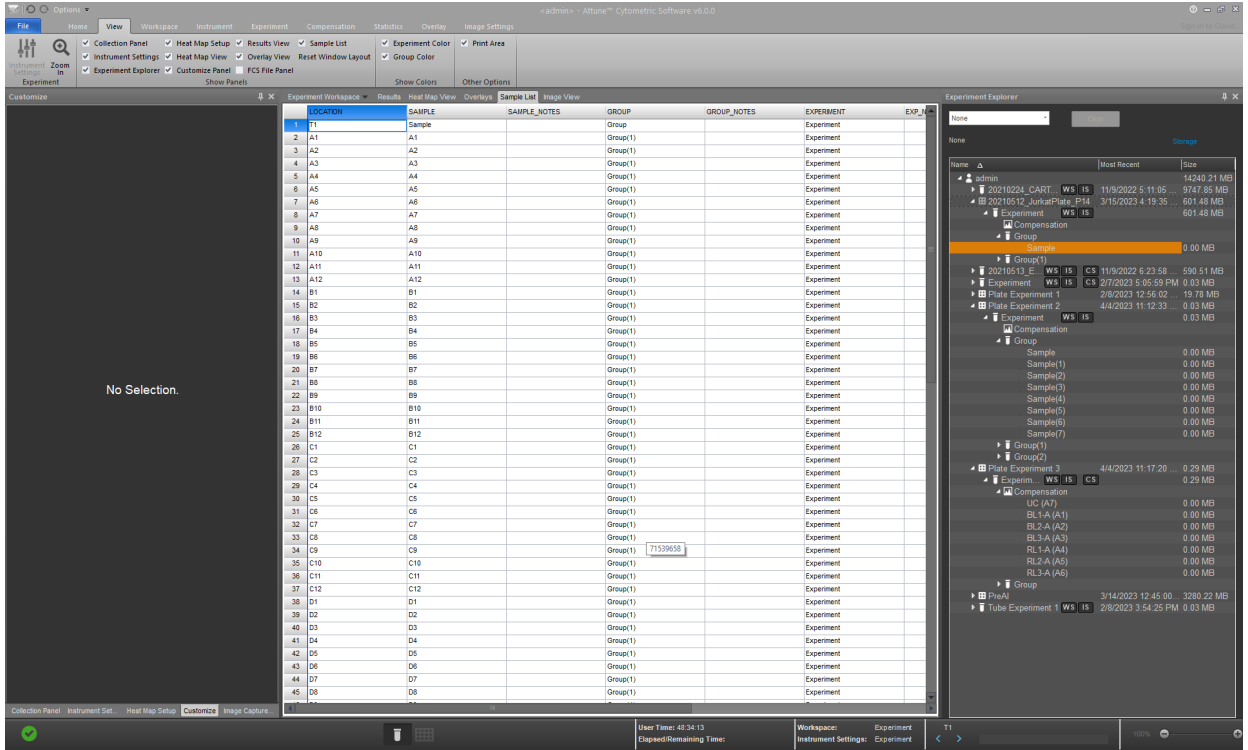 Options
<admin> - Attune™ Cytometric Software v6.0.0
File Home View Workspace Instrument Experiment Compensation Statistics Overlay Image Settings
Sign in to Cloud...
Instrument Settings
Zoom In
Experiment
Collection Panel Heat Map Setup Results View Sample List
Instrument Settings Heat Map View Overlay View Reset Window Layout
Experiment Explorer Customize Panel FCS File Panel
Show Panels
Experiment Color
Group Color
Show Colors
Print Area
Other Options
Customize
No Selection.
Collection Panel Instrument Set... Heat Map Setup Customize Image Capture...
Experiment Workspace Results Heat Map View Overlays Sample List Image View
LOCATION SAMPLE SAMPLE_NOTES GROUP GROUP_NOTES EXPERIMENT EXP_N
1 T1 Sample Group Experiment
2 A1 A1 Group(1) Experiment
3 A2 A2 Group(1) Experiment
4 A3 A3 Group(1) Experiment
5 A4 A4 Group(1) Experiment
6 A5 A5 Group(1) Experiment
7 A6 A6 Group(1) Experiment
8 A7 A7 Group(1) Experiment
9 A8 A8 Group(1) Experiment
10 A9 A9 Group(1) Experiment
11 A10 A10 Group(1) Experiment
12 A11 A11 Group(1) Experiment
13 A12 A12 Group(1) Experiment
14 B1 B1 Group(1) Experiment
15 B2 B2 Group(1) Experiment
16 B3 B3 Group(1) Experiment
17 B4 B4 Group(1) Experiment
18 B5 B5 Group(1) Experiment
19 B6 B6 Group(1) Experiment
20 B7 B7 Group(1) Experiment
21 B8 B8 Group(1) Experiment
22 B9 B9 Group(1) Experiment
23 B10 B10 Group(1) Experiment
24 B11 B11 Group(1) Experiment
25 B12 B12 Group(1) Experiment
26 C1 C1 Group(1) Experiment
27 C2 C2 Group(1) Experiment
28 C3 C3 Group(1) Experiment
29 C4 C4 Group(1) Experiment
30 C5 C5 Group(1) Experiment
31 C6 C6 Group(1) Experiment
32 C7 C7 Group(1) Experiment
33 C8 C8 Group(1) Experiment
34 C9 C9 Group(1) 71539658 Experiment
35 C10 C10 Group(1) Experiment
36 C11 C11 Group(1) Experiment
37 C12 C12 Group(1) Experiment
38 D1 D1 Group(1) Experiment
39 D2 D2 Group(1) Experiment
40 D3 D3 Group(1) Experiment
41 D4 D4 Group(1) Experiment
42 D5 D5 Group(1) Experiment
43 D6 D6 Group(1) Experiment
44 D7 D7 Group(1) Experiment
45 D8 D8 Group(1) Experiment
Experiment Explorer
None Clear
None Storage
Name Most Recent Size
admin 14240.21 MB
20210224_CART... WS IS 11/9/2022 5:11:05 ... 9747.85 MB
20210512_JurkatPlate_P14 3/15/2023 4:19:35 ... 601.48 MB
Experiment WS IS 601.48 MB
Compensation
Group
Sample 0.00 MB
Group(1)
20210513_E... WS IS CS 11/9/2022 6:23:58 ... 590.51 MB
Experiment WS IS CS 2/7/2023 5:05:59 PM 0.03 MB
Plate Experiment 1 2/8/2023 12:56:02 ... 19.78 MB
Plate Experiment 2 4/4/2023 11:12:33 ... 0.03 MB
Experiment WS IS 0.03 MB
Compensation
Group
Sample 0.00 MB
Sample(1) 0.00 MB
Sample(2) 0.00 MB
Sample(3) 0.00 MB
Sample(4) 0.00 MB
Sample(5) 0.00 MB
Sample(6) 0.00 MB
Sample(7) 0.00 MB
Group(1)
Group(2)
Plate Experiment 3 4/4/2023 11:17:20 ... 0.29 MB
Experim... WS IS CS 0.29 MB
Compensation
UC (A7) 0.00 MB
BL1-A (A1) 0.00 MB
BL2-A (A2) 0.00 MB
BL3-A (A3) 0.00 MB
RL1-A (A4) 0.00 MB
RL2-A (A5) 0.00 MB
RL3-A (A6) 0.00 MB
Group
PreAI 3/14/2023 12:45:00... 3280.22 MB
Tube Experiment 1 WS IS 2/8/2023 3:54:25 PM 0.03 MB
User Time: 48:34:13
Elapsed/Remaining Time:
Workspace: Experiment
Instrument Settings: Experiment
T1
100%